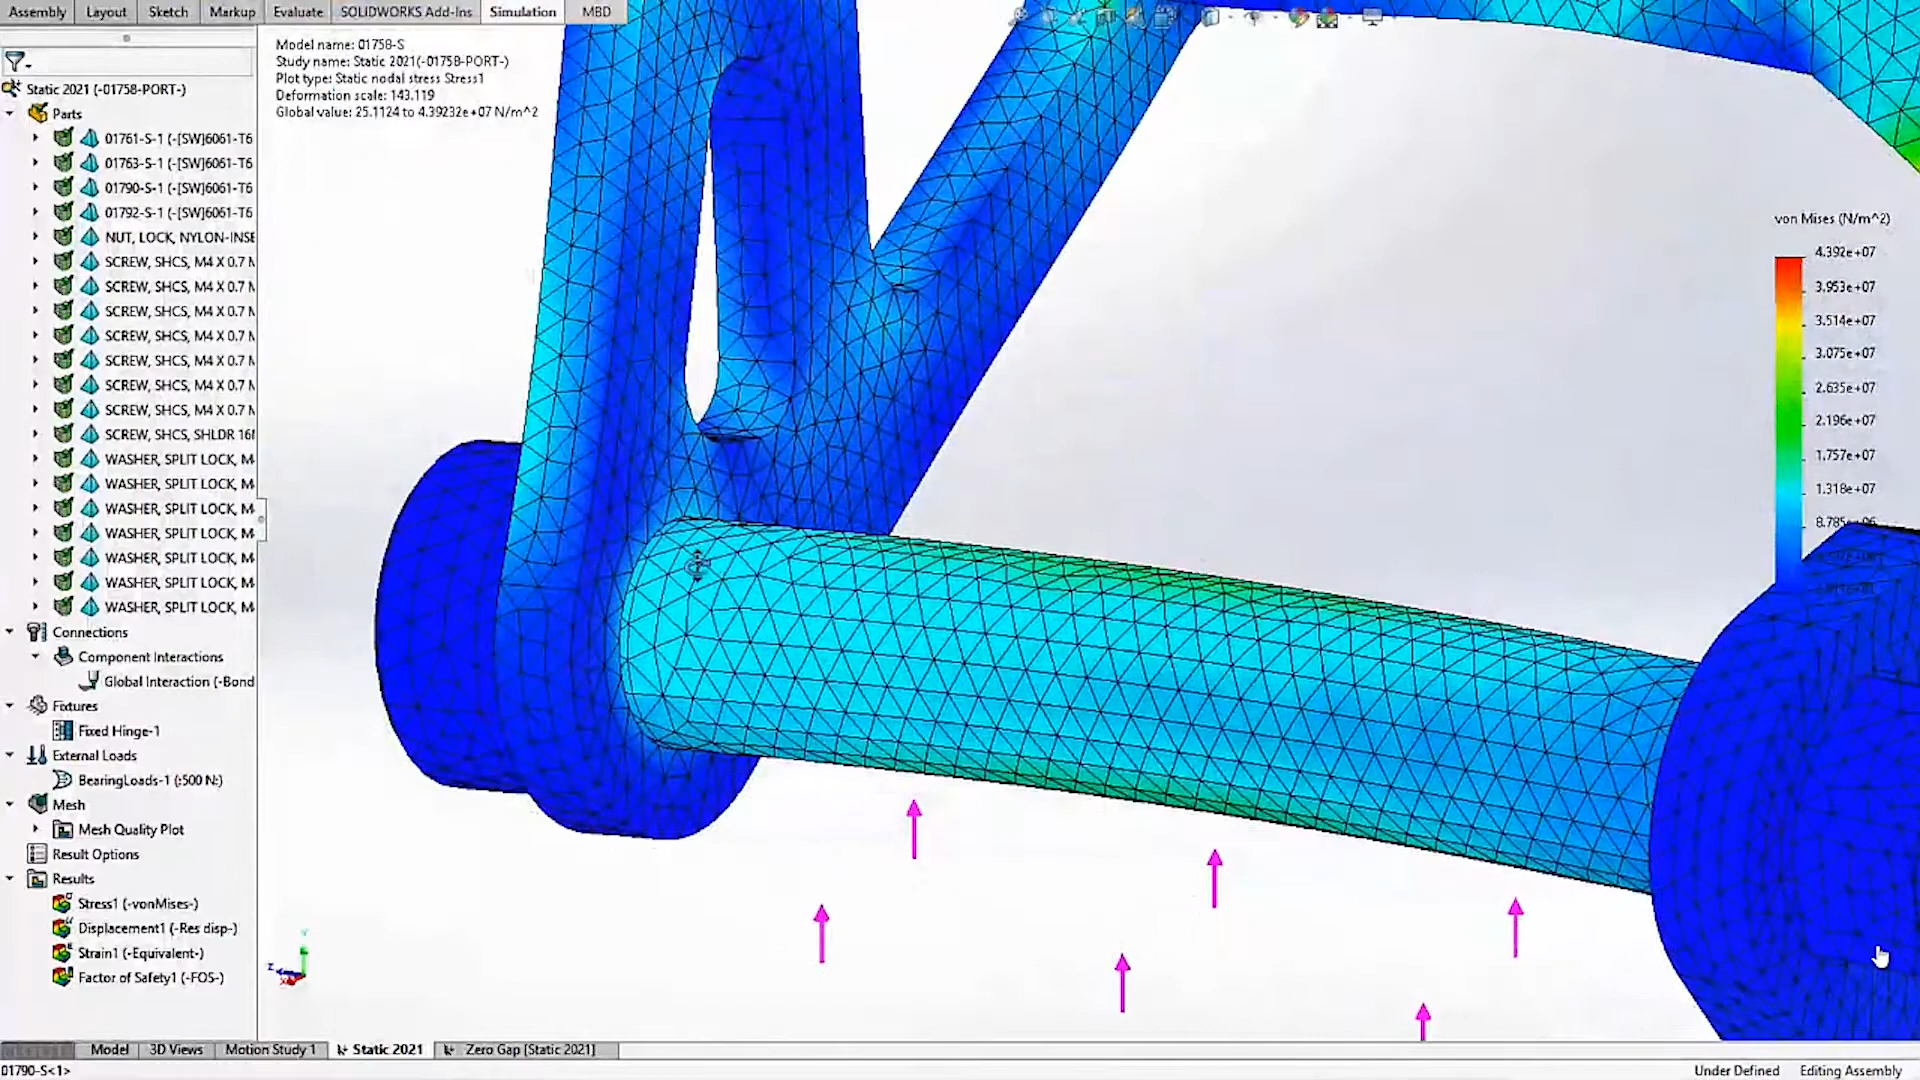 Assembly Layout Sketch Markup Evaluate SOLIDWORKS Add-Ins Simulation MBD
Model name: 01758-S
Study name: Static 2021(-01758-PORT-)
Plot type: Static nodal stress Stress1
Deformation scale: 143.119
Global value: 25.1124 to 4.39232e+07 N/m^2
Static 2021 (-01758-PORT-)
Parts
01761-S-1 (-[SW]6061-T6
01763-S-1 (-[SW]6061-T6
01790-S-1 (-[SW]6061-T6
01792-S-1 (-[SW]6061-T6
NUT, LOCK, NYLON-INSE
SCREW, SHCS, M4 X 0.7 M
SCREW, SHCS, M4 X 0.7 M
SCREW, SHCS, M4 X 0.7 M
SCREW, SHCS, M4 X 0.7 M
SCREW, SHCS, M4 X 0.7 M
SCREW, SHCS, M4 X 0.7 M
SCREW, SHCS, M4 X 0.7 M
SCREW, SHCS, SHLDR 16
WASHER, SPLIT LOCK, M
WASHER, SPLIT LOCK, M
WASHER, SPLIT LOCK, M
WASHER, SPLIT LOCK, M
WASHER, SPLIT LOCK, M
WASHER, SPLIT LOCK, M
WASHER, SPLIT LOCK, M
Connections
Component Interactions
Global Interaction (-Bond
Fixtures
Fixed Hinge-1
External Loads
BearingLoads-1 (:500 N:)
Mesh
Mesh Quality Plot
Result Options
Results
Stress1 (-vonMises-)
Displacement1 (-Res disp-)
Strain1 (-Equivalent-)
Factor of Safety1 (-FOS-)
von Mises (N/m^2)
4.392e+07
3.953e+07
3.514e+07
3.075e+07
2.635e+07
2.196e+07
1.757e+07
1.318e+07
8.785e+06
Y
Z
X
Model 3D Views Motion Study 1 Static 2021 Zero Gap [Static 2021]
01790-S<1> Under Defined Editing Assembly